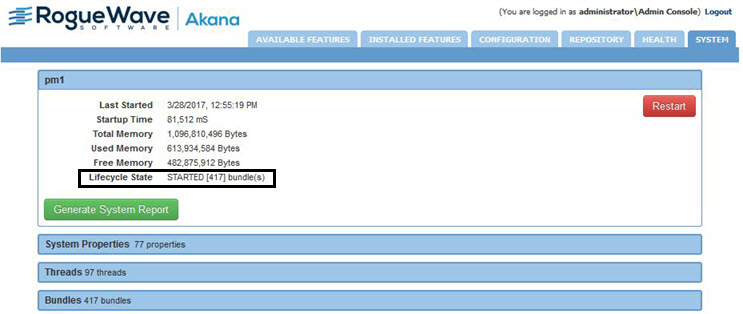 RogueWave
SOFTWARE
Akana
(You are logged in as administrator\Admin Console) Logout
AVAILABLE FEATURES INSTALLED FEATURES CONFIGURATION REPOSITORY HEALTH SYSTEM
pm1
Last Started 3/28/2017, 12:55:19 PM
Restart
Startup Time 81,512 mS
Total Memory 1,096,810,496 Bytes
Used Memory 613,934,584 Bytes
Free Memory 482,875,912 Bytes
Lifecycle State STARTED [417] bundle(s)
Generate System Report
System Properties 77 properties
Threads 97 threads
Bundles 417 bundles